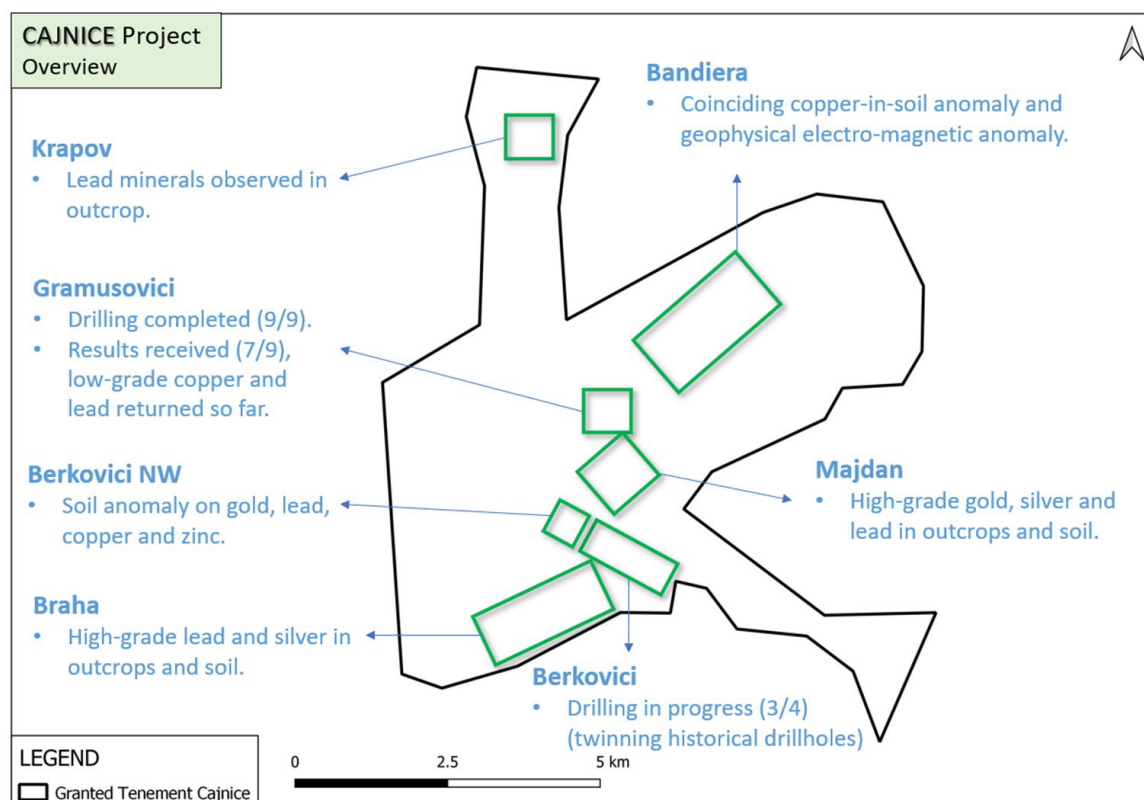 CAJNICE Project
Overview
Bandiera
• Coinciding copper-in-soil anomaly and
geophysical electro-magnetic anomaly.
Krapov
• Lead minerals observed in
outcrop.
Gramusovici
• Drilling completed (9/9).
• Results received (7/9),
low-grade copper and
lead returned so far.
Majdan
• High-grade gold, silver and
lead in outcrops and soil.
Berkovici NW
• Soil anomaly on gold, lead,
copper and zinc.
Braha
• High-grade lead and silver in
outcrops and soil.
Berkovici
• Drilling in progress (3/4)
(twinning historical drillholes)
LEGEND
Granted Tenement Cajnice
0 2.5 5 km